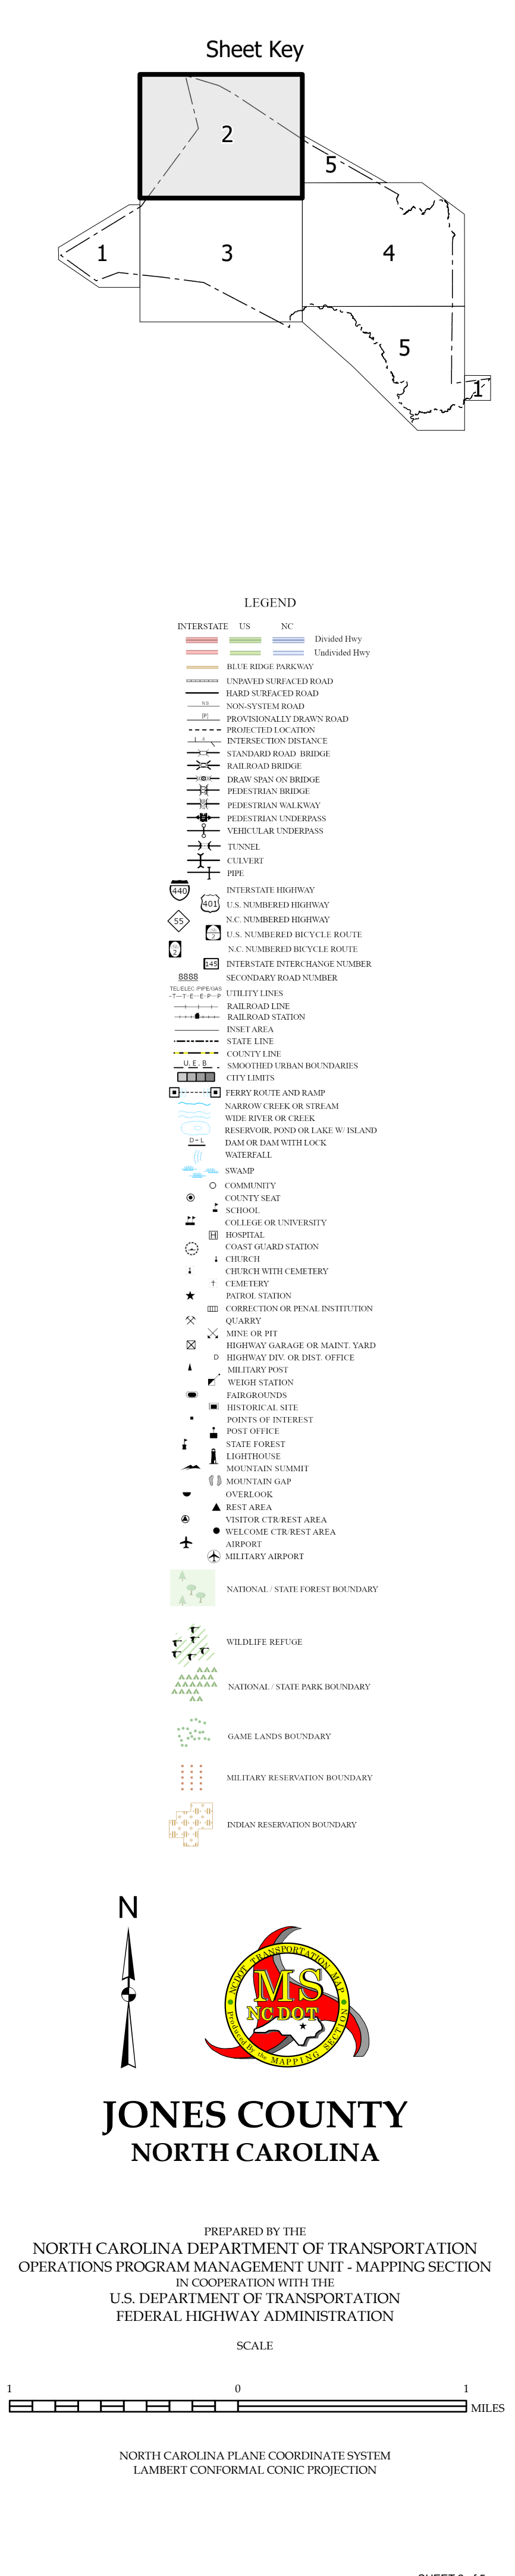 Sheet Key
2
5
1
3
4
5
1
LEGEND
INTERSTATE US NC
Divided Hwy
Undivided Hwy
BLUE RIDGE PARKWAY
UNPAVED SURFACED ROAD
HARD SURFACED ROAD
NS NON-SYSTEM ROAD
[P] PROVISIONALLY DRAWN ROAD
PROJECTED LOCATION
INTERSECTION DISTANCE
STANDARD ROAD BRIDGE
RAILROAD BRIDGE
DRAW SPAN ON BRIDGE
PEDESTRIAN BRIDGE
PEDESTRIAN WALKWAY
PEDESTRIAN UNDERPASS
VEHICULAR UNDERPASS
TUNNEL
CULVERT
PIPE
440 INTERSTATE HIGHWAY
401 U.S. NUMBERED HIGHWAY
55 N.C. NUMBERED HIGHWAY
2 U.S. NUMBERED BICYCLE ROUTE
2 N.C. NUMBERED BICYCLE ROUTE
145 INTERSTATE INTERCHANGE NUMBER
8888 SECONDARY ROAD NUMBER
TEL/ELEC/PIPE/GAS
-T--T--E--E--P--P UTILITY LINES
RAILROAD LINE
RAILROAD STATION
INSET AREA
STATE LINE
COUNTY LINE
U.E.B SMOOTHED URBAN BOUNDARIES
CITY LIMITS
FERRY ROUTE AND RAMP
NARROW CREEK OR STREAM
WIDE RIVER OR CREEK
RESERVOIR, POND OR LAKE W/ ISLAND
D-L DAM OR DAM WITH LOCK
WATERFALL
SWAMP
COMMUNITY
COUNTY SEAT
SCHOOL
COLLEGE OR UNIVERSITY
H HOSPITAL
COAST GUARD STATION
CHURCH
CHURCH WITH CEMETERY
CEMETERY
PATROL STATION
CORRECTION OR PENAL INSTITUTION
QUARRY
MINE OR PIT
HIGHWAY GARAGE OR MAINT. YARD
D HIGHWAY DIV. OR DIST. OFFICE
MILITARY POST
WEIGH STATION
FAIRGROUNDS
HISTORICAL SITE
POINTS OF INTEREST
POST OFFICE
STATE FOREST
LIGHTHOUSE
MOUNTAIN SUMMIT
MOUNTAIN GAP
OVERLOOK
REST AREA
VISITOR CTR/REST AREA
WELCOME CTR/REST AREA
AIRPORT
MILITARY AIRPORT
NATIONAL / STATE FOREST BOUNDARY
WILDLIFE REFUGE
NATIONAL / STATE PARK BOUNDARY
GAME LANDS BOUNDARY
MILITARY RESERVATION BOUNDARY
INDIAN RESERVATION BOUNDARY
N
NCDOT TRANSPORTATION MAP
MS
NCDOT
Produced By the MAPPING SECTION
JONES COUNTY
NORTH CAROLINA
PREPARED BY THE
NORTH CAROLINA DEPARTMENT OF TRANSPORTATION
OPERATIONS PROGRAM MANAGEMENT UNIT - MAPPING SECTION
IN COOPERATION WITH THE
U.S. DEPARTMENT OF TRANSPORTATION
FEDERAL HIGHWAY ADMINISTRATION
SCALE
1 0 1
MILES
NORTH CAROLINA PLANE COORDINATE SYSTEM
LAMBERT CONFORMAL CONIC PROJECTION